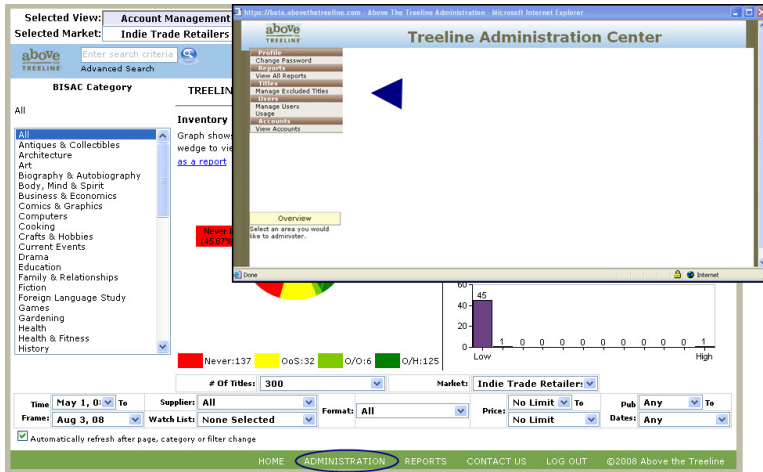 Selected View: Account Management
Selected Market: Indie Trade Retailers
above
TREELINE
Enter search criteria
Advanced Search
BISAC Category
TREELIN
All
Inventory
Graph show
wedge to vie
as a report
All
Antiques & Collectibles
Architecture
Art
Biography & Autobiography
Body, Mind & Spirit
Business & Economics
Comics & Graphics
Computers
Cooking
Crafts & Hobbies
Current Events
Drama
Education
Family & Relationships
Fiction
Foreign Language Study
Games
Gardening
Health
Health & Fitness
History
https://beta.abovethetreeline.com - Above The Treeline Administration - Microsoft Internet Explorer
above
TREELINE
Treeline Administration Center
Profile
Change Password
Reports
View All Reports
Titles
Manage Excluded Titles
Users
Manage Users
Usage
Accounts
View Accounts
Overview
Select an area you would
like to administer.
Done
Internet
Never
(45.67%
60
40
20
0
45 1 0 0 0 0 0 0 0 1
Low High
Never:137 OoS:32 O/O:6 O/H:125
# Of Titles: 300 Market: Indie Trade Retailer:
Time May 1, 0: To Supplier: All Format: All Price: No Limit To Pub Any To
Frame: Aug 3, 08 Watch List: None Selected No Limit Dates: Any
Automatically refresh after page, category or filter change
HOME ADMINISTRATION REPORTS CONTACT US LOG OUT ©2008 Above the Treeline